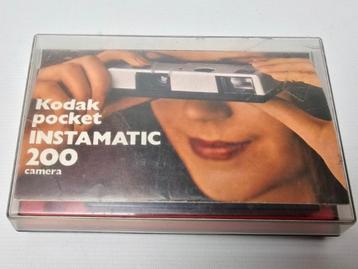 Kodak
pocket
INSTAMATIC
200
camera